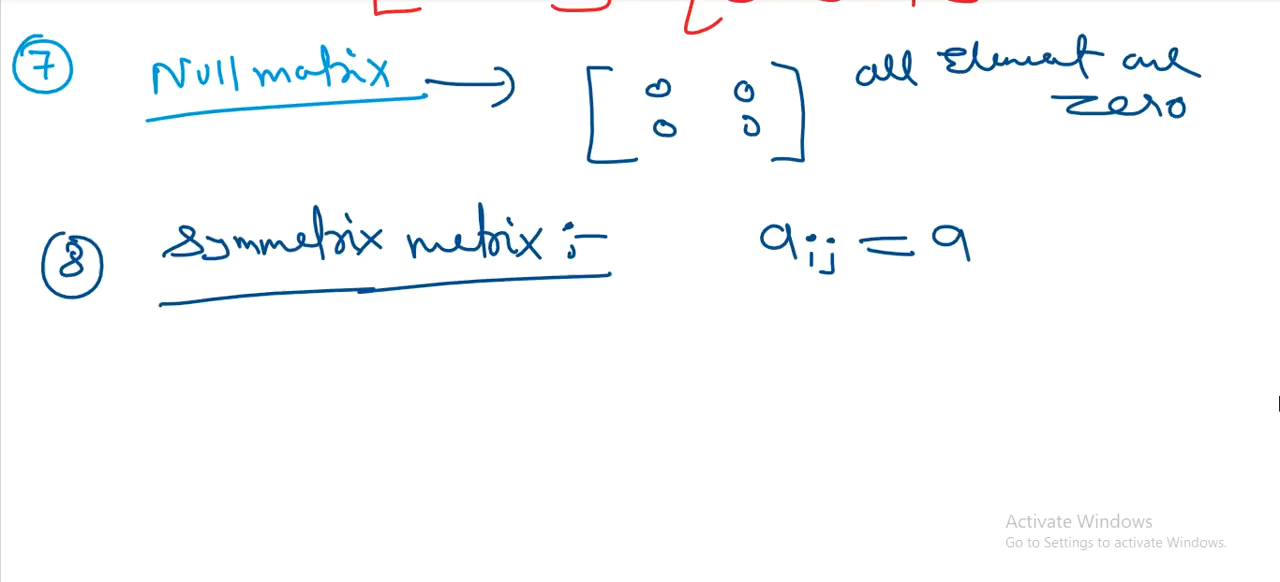 7 Null matrix → [ 0 0 all Element are
0 0 ] zero
8 Symmetrix metrix :- aij = a
Activate Windows
Go to Settings to activate Windows.